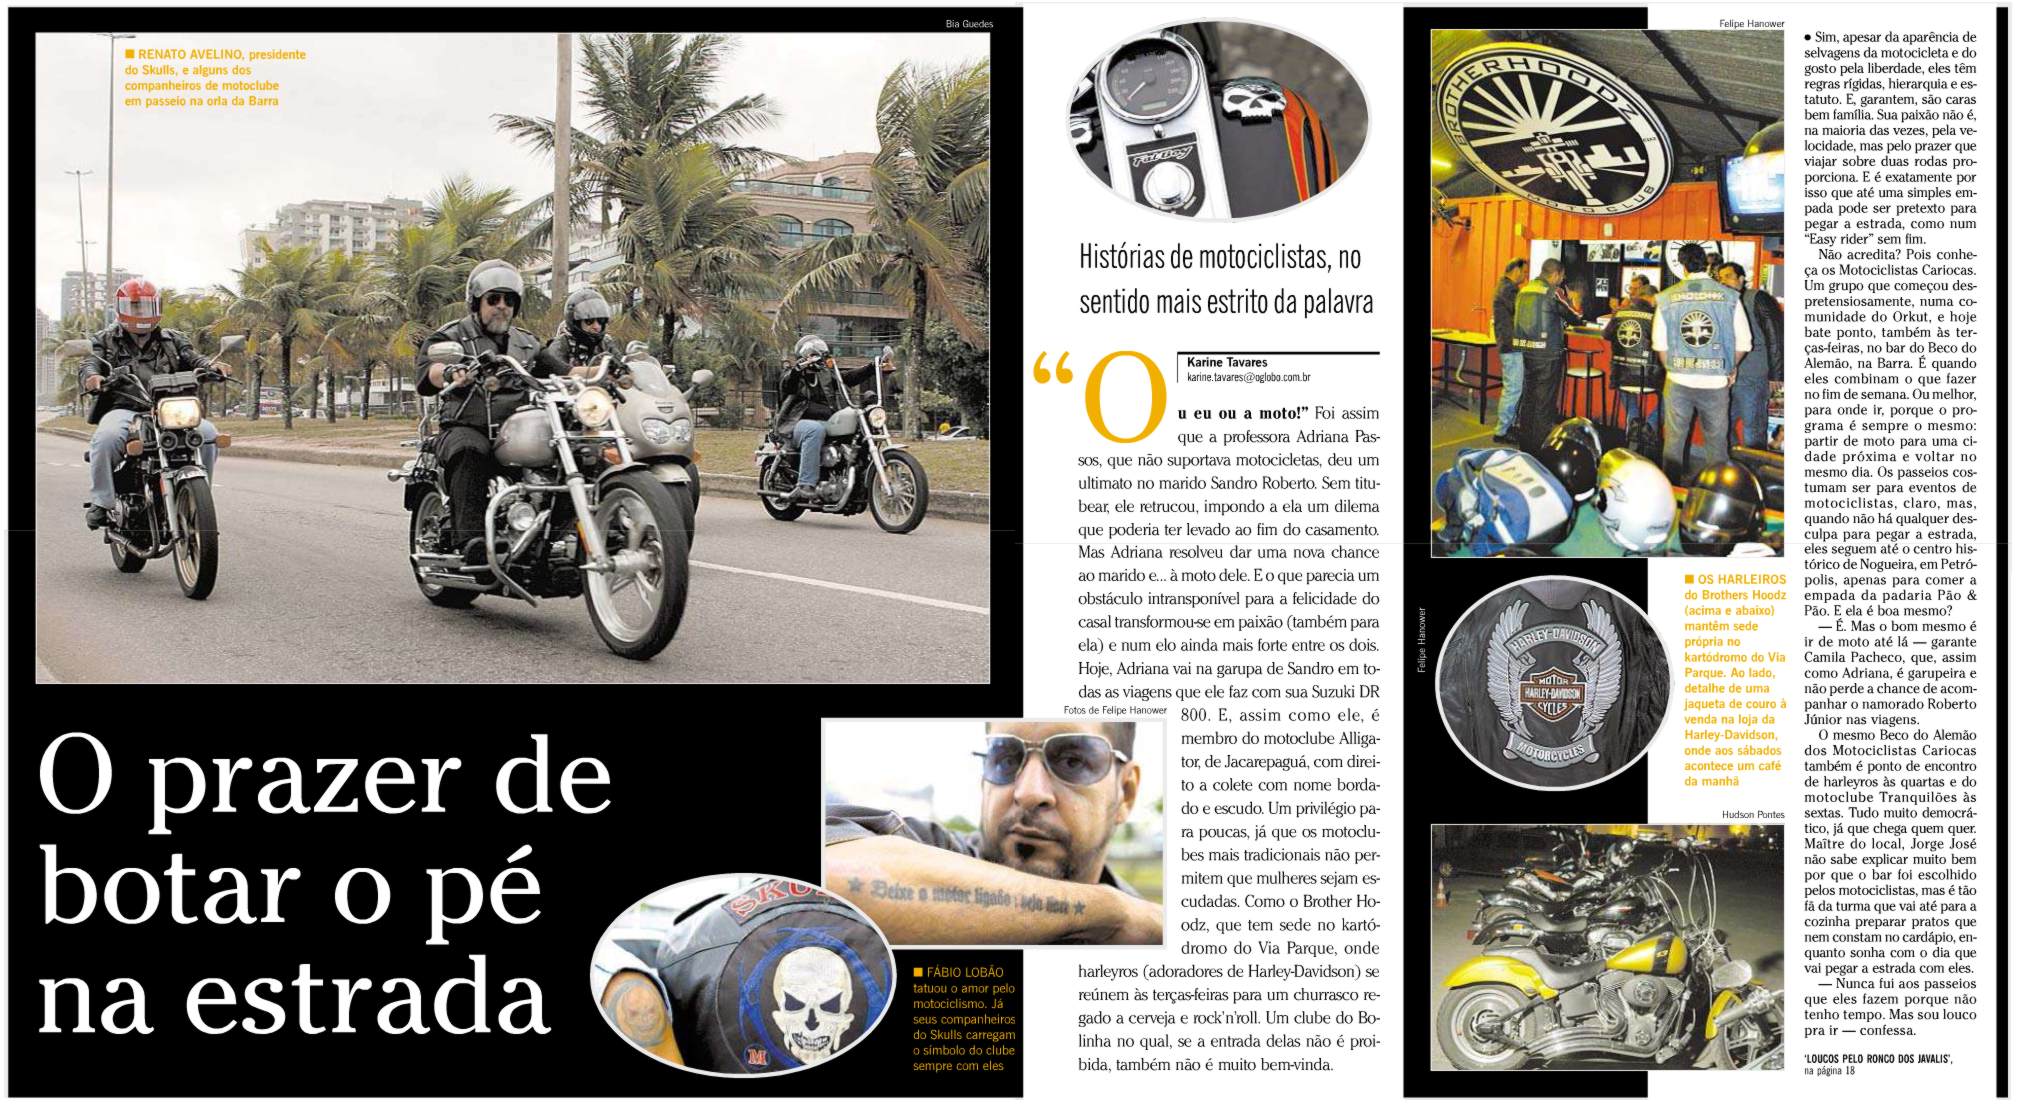 Bia Guedes
■ RENATO AVELINO, presidente
do Skulls, e alguns dos
companheiros de motoclube
em passeio na orla da Barra
O prazer de
botar o pé
na estrada
Fotos de Felipe Hanower
Deixe o motor ligado
SKU
M
■ FÁBIO LOBÃO
tatuou o amor pelo
motociclismo. Já
seus companheiros
do Skulls carregam
o símbolo do clube
sempre com eles
FatBoy
Histórias de motociclistas, no
sentido mais estrito da palavra
Karine Tavares
karine.tavares@oglobo.com.br
“O
u eu ou a moto!” Foi assim
que a professora Adriana Pas-
sos, que não suportava motocicletas, deu um
ultimato no marido Sandro Roberto. Sem titu-
bear, ele retrucou, impondo a ela um dilema
que poderia ter levado ao fim do casamento.
Mas Adriana resolveu dar uma nova chance
ao marido e... à moto dele. E o que parecia um
obstáculo intransponível para a felicidade do
casal transformou-se em paixão (também para
ela) e num elo ainda mais forte entre os dois.
Hoje, Adriana vai na garupa de Sandro em to-
das as viagens que ele faz com sua Suzuki DR
800. E, assim como ele, é
membro do motoclube Alliga-
tor, de Jacarepaguá, com direi-
to a colete com nome borda-
do e escudo. Um privilégio pa-
ra poucas, já que os motoclu-
bes mais tradicionais não per-
mitem que mulheres sejam es-
cudadas. Como o Brother Ho-
odz, que tem sede no kartó-
dromo do Via Parque, onde
harleyros (adoradores de Harley-Davidson) se
reúnem às terças-feiras para um churrasco re-
gado a cerveja e rock’n’roll. Um clube do Bo-
linha no qual, se a entrada delas não é proi-
bida, também não é muito bem-vinda.
Felipe Hanower
BROTHERHOODZ
MOTO CLUB
Felipe Hanower
HARLEY-DAVIDSON
MOTOR
HARLEY-DAVIDSON
CYCLES
MOTORCYCLES
■ OS HARLEIROS
do Brothers Hoodz
(acima e abaixo)
mantêm sede
própria no
kartódromo do Via
Parque. Ao lado,
detalhe de uma
jaqueta de couro à
venda na loja da
Harley-Davidson,
onde aos sábados
acontece um café
da manhã
Hudson Pontes
● Sim, apesar da aparência de
selvagens da motocicleta e do
gosto pela liberdade, eles têm
regras rígidas, hierarquia e es-
tatuto. E, garantem, são caras
bem família. Sua paixão não é,
na maioria das vezes, pela ve-
locidade, mas pelo prazer que
viajar sobre duas rodas pro-
porciona. E é exatamente por
isso que até uma simples em-
pada pode ser pretexto para
pegar a estrada, como num
“Easy rider” sem fim.
Não acredita? Pois conhe-
ça os Motociclistas Cariocas.
Um grupo que começou des-
pretensiosamente, numa co-
munidade do Orkut, e hoje
bate ponto, também às ter-
ças-feiras, no bar do Beco do
Alemão, na Barra. É quando
eles combinam o que fazer
no fim de semana. Ou melhor,
para onde ir, porque o pro-
grama é sempre o mesmo:
partir de moto para uma ci-
dade próxima e voltar no
mesmo dia. Os passeios cos-
tumam ser para eventos de
motociclistas, claro, mas,
quando não há qualquer des-
culpa para pegar a estrada,
eles seguem até o centro his-
tórico de Nogueira, em Petró-
polis, apenas para comer a
empada da padaria Pão &
Pão. E ela é boa mesmo?
— É. Mas o bom mesmo é
ir de moto até lá — garante
Camila Pacheco, que, assim
como Adriana, é garupeira e
não perde a chance de acom-
panhar o namorado Roberto
Júnior nas viagens.
O mesmo Beco do Alemão
dos Motociclistas Cariocas
também é ponto de encontro
de harleyros às quartas e do
motoclube Tranquilões às
sextas. Tudo muito democrá-
tico, já que chega quem quer.
Maître do local, Jorge José
não sabe explicar muito bem
por que o bar foi escolhido
pelos motociclistas, mas é tão
fã da turma que vai até para a
cozinha preparar pratos que
nem constam no cardápio, en-
quanto sonha com o dia que
vai pegar a estrada com eles.
— Nunca fui aos passeios
que eles fazem porque não
tenho tempo. Mas sou louco
pra ir — confessa.
‘LOUCOS PELO RONCO DOS JAVALIS’,
na página 18